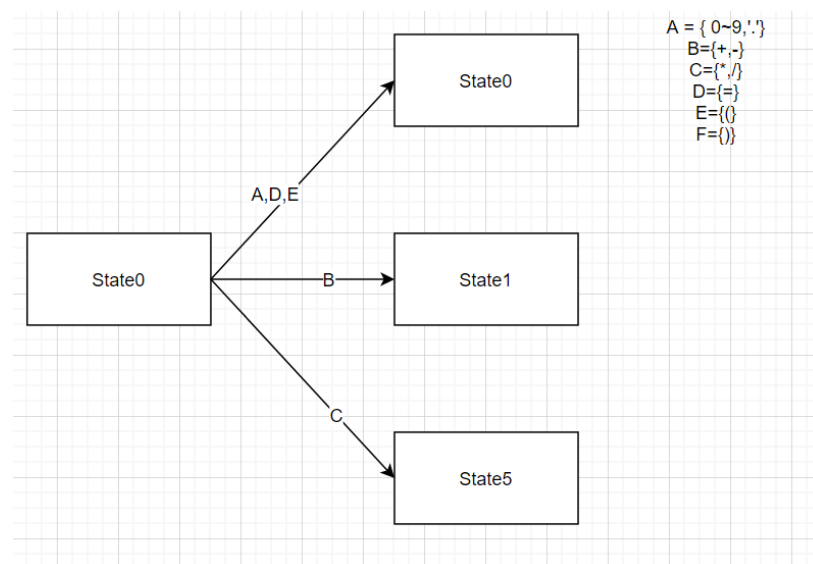 A = { 0~9,'.'}
B={+,-}
C={*,/}
D={=}
E={(}
F={)}
State0
A,D,E
State0
B
State1
C
State5